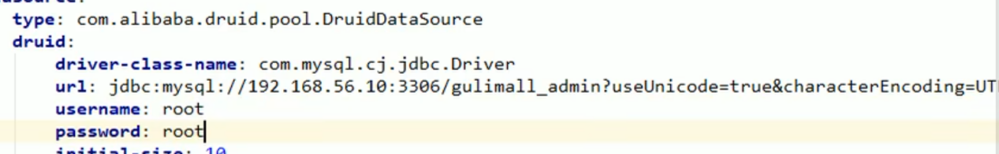 type: com.alibaba.druid.pool.DruidDataSource
druid:
driver-class-name: com.mysql.cj.jdbc.Driver
url: jdbc:mysql://192.168.56.10:3306/gulimall_admin?useUnicode=true&characterEncoding=UT
username: root
password: root
initial-size: 10